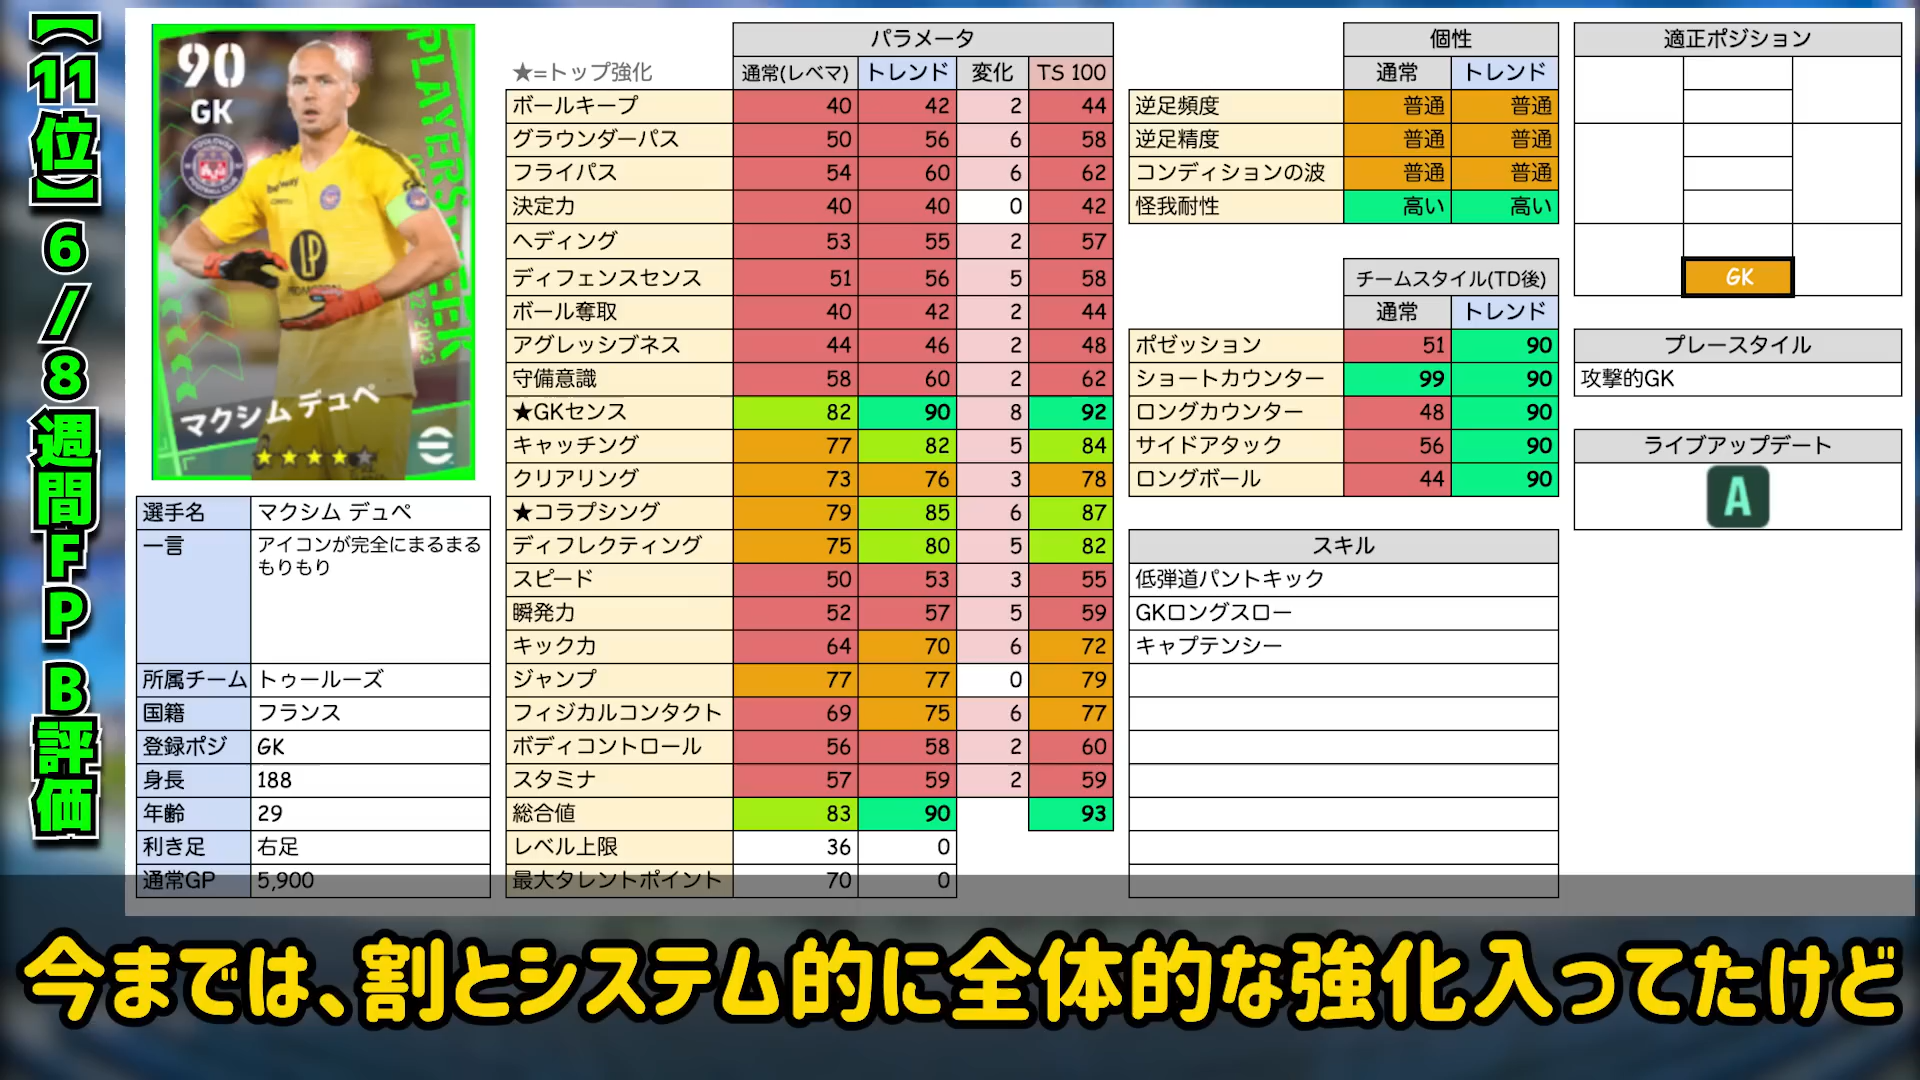 【11位】6/8週間FP B評価
90
GK
PLAYERS
WEEK
TOULOUSE
betway
LP
マクシム デュペ
★★★★★
選手名 マクシム デュペ
一言 アイコンが完全にまるまる
もりもり
所属チーム トゥールーズ
国籍 フランス
登録ポジ GK
身長 188
年齢 29
利き足 右足
通常GP 5,900
パラメータ
★=トップ強化 通常(レベマ) トレンド 変化 TS 100
ボールキープ 40 42 2 44
グラウンダーパス 50 56 6 58
フライパス 54 60 6 62
決定力 40 40 0 42
ヘディング 53 55 2 57
ディフェンスセンス 51 56 5 58
ボール奪取 40 42 2 44
アグレッシブネス 44 46 2 48
守備意識 58 60 2 62
★GKセンス 82 90 8 92
キャッチング 77 82 5 84
クリアリング 73 76 3 78
★コラプシング 79 85 6 87
ディフレクティング 75 80 5 82
スピード 50 53 3 55
瞬発力 52 57 5 59
キック力 64 70 6 72
ジャンプ 77 77 0 79
フィジカルコンタクト 69 75 6 77
ボディコントロール 56 58 2 60
スタミナ 57 59 2 59
総合値 83 90 93
レベル上限 36 0
最大タレントポイント 70 0
個性
通常 トレンド
逆足頻度 普通 普通
逆足精度 普通 普通
コンディションの波 普通 普通
怪我耐性 高い 高い
チームスタイル(TD後)
通常 トレンド
ポゼッション 51 90
ショートカウンター 99 90
ロングカウンター 48 90
サイドアタック 56 90
ロングボール 44 90
スキル
低弾道パントキック
GKロングスロー
キャプテンシー
適正ポジション
GK
プレースタイル
攻撃的GK
ライブアップデート
A
今までは、割とシステム的に全体的な強化入ってたけど